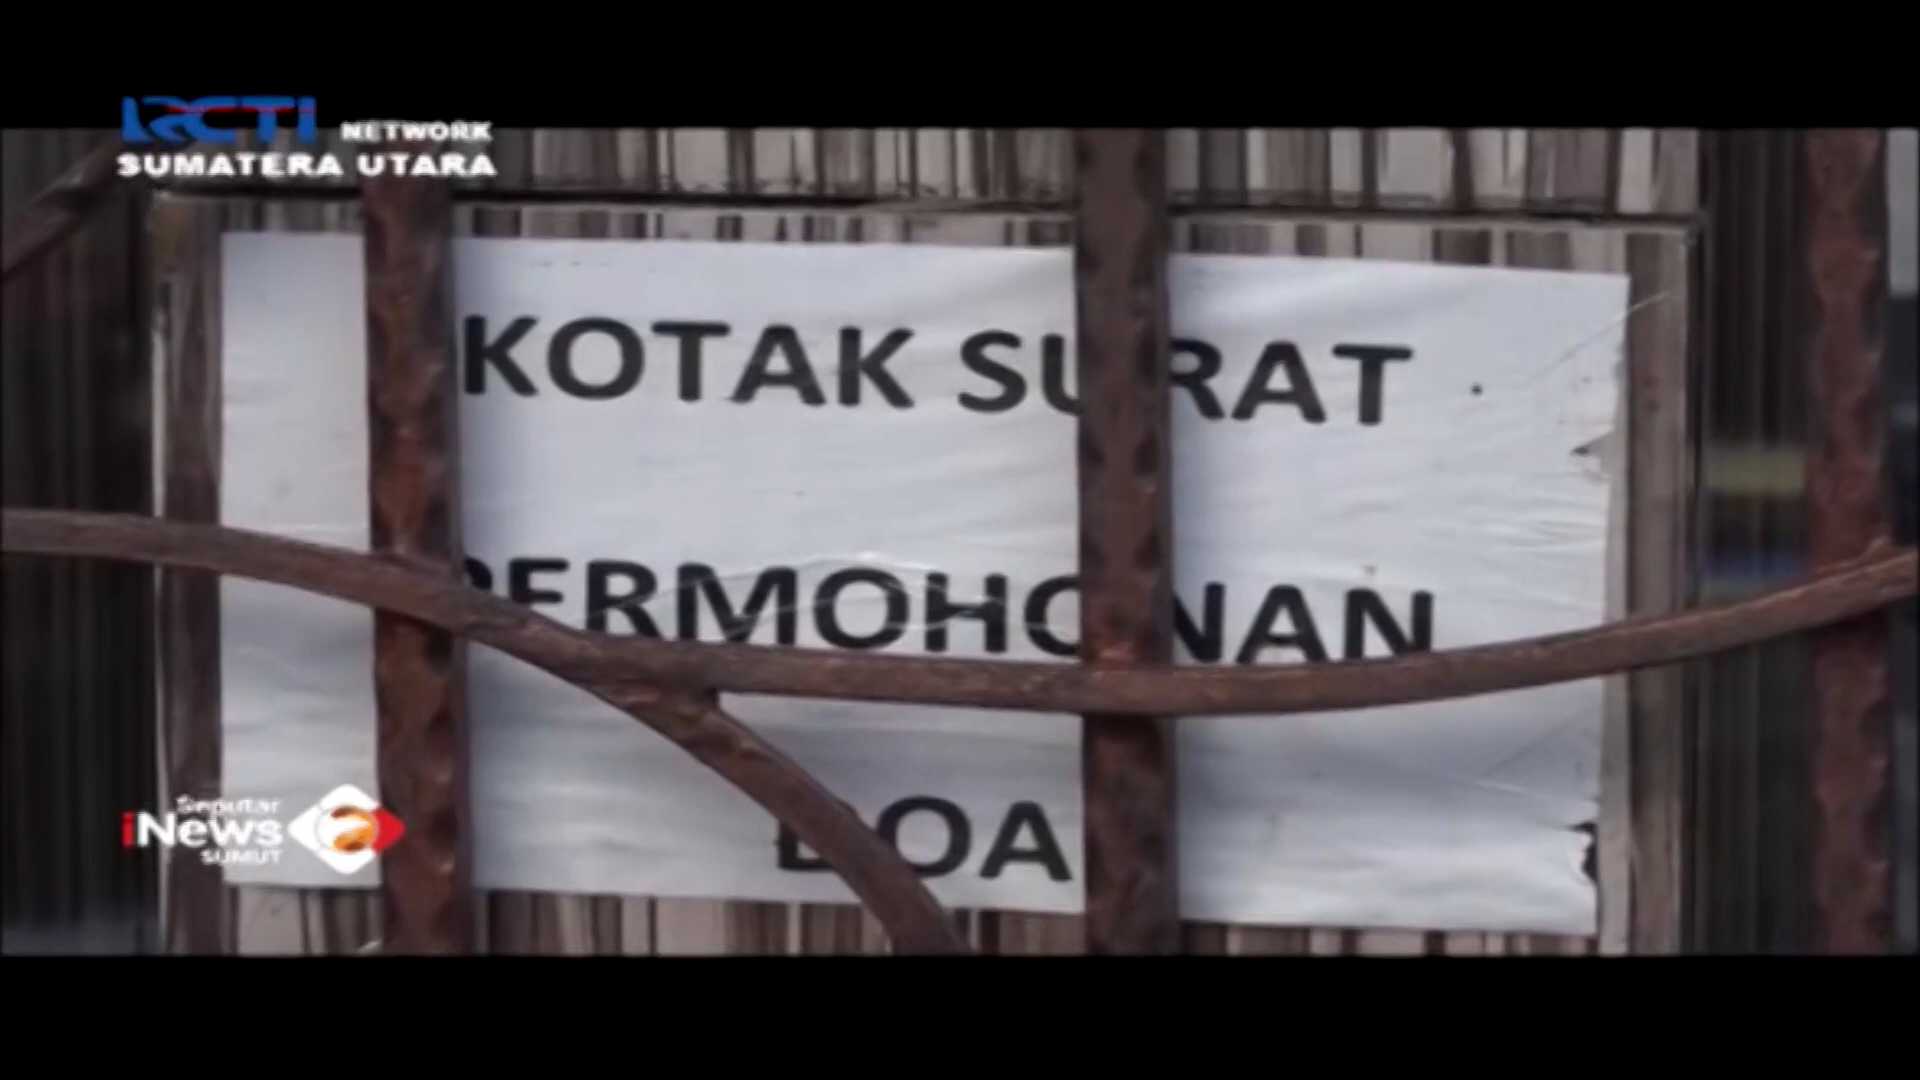 RCTI NETWORK
SUMATERA UTARA
KOTAK SURAT
PERMOHONAN
DOA
Seputar
iNews
SUMUT